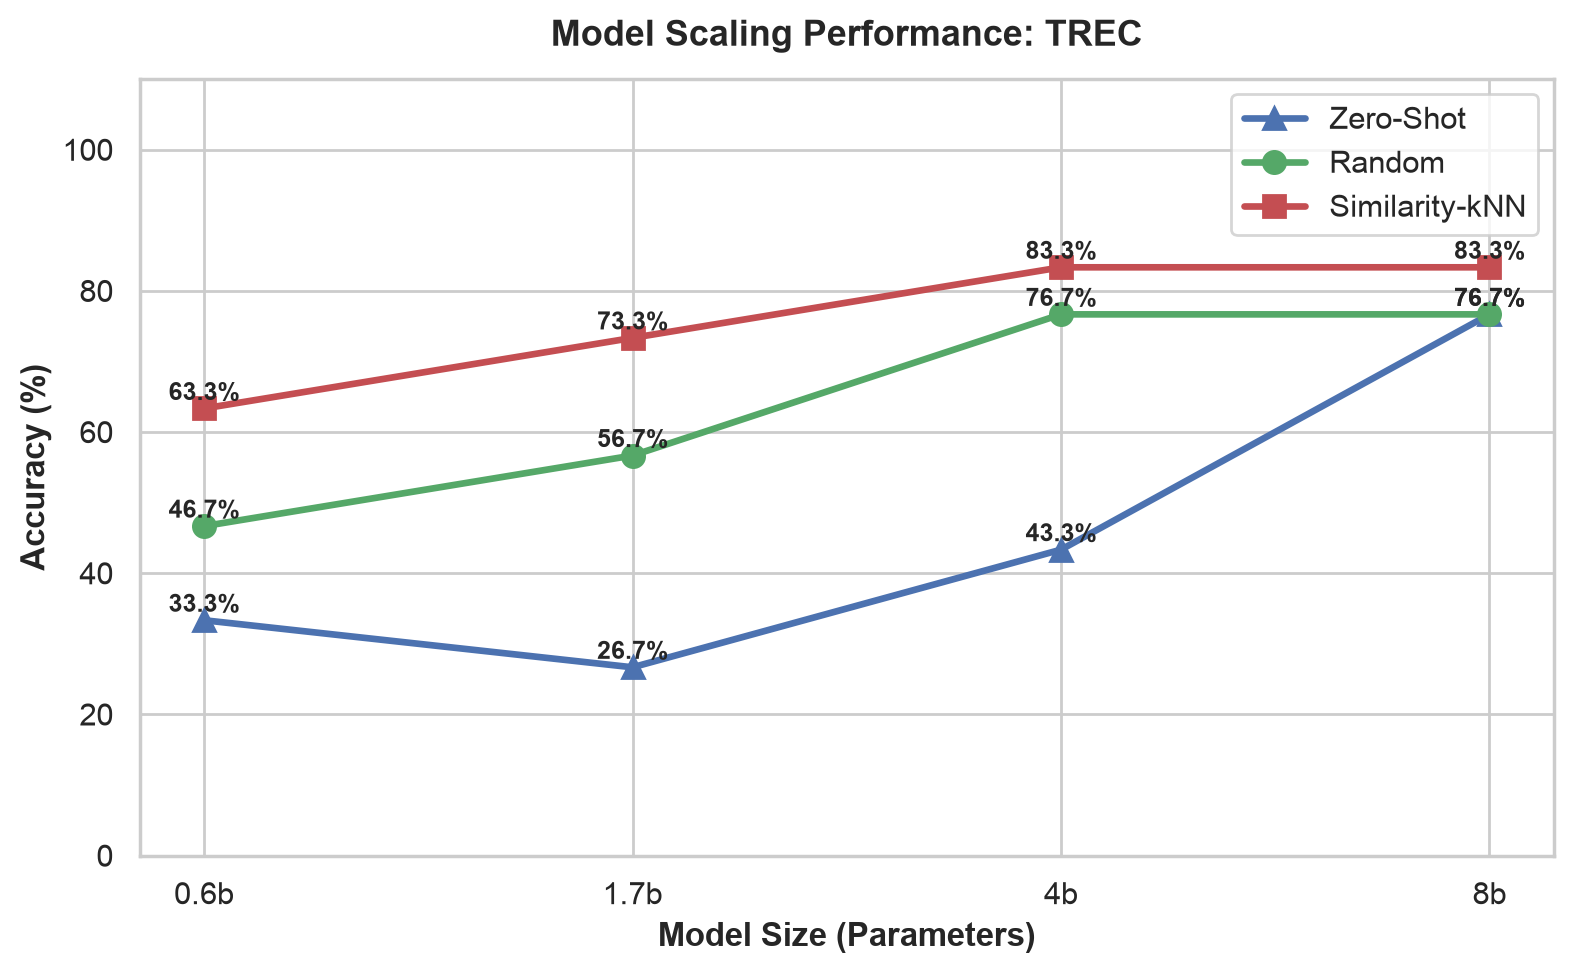 Model Scaling Performance: TREC
Zero-Shot
Random
Similarity-kNN
Accuracy (%)
100
80
60
40
20
0
83.3%
83.3%
76.7%
76.7%
73.3%
63.3%
56.7%
46.7%
43.3%
33.3%
26.7%
0.6b
1.7b
4b
8b
Model Size (Parameters)